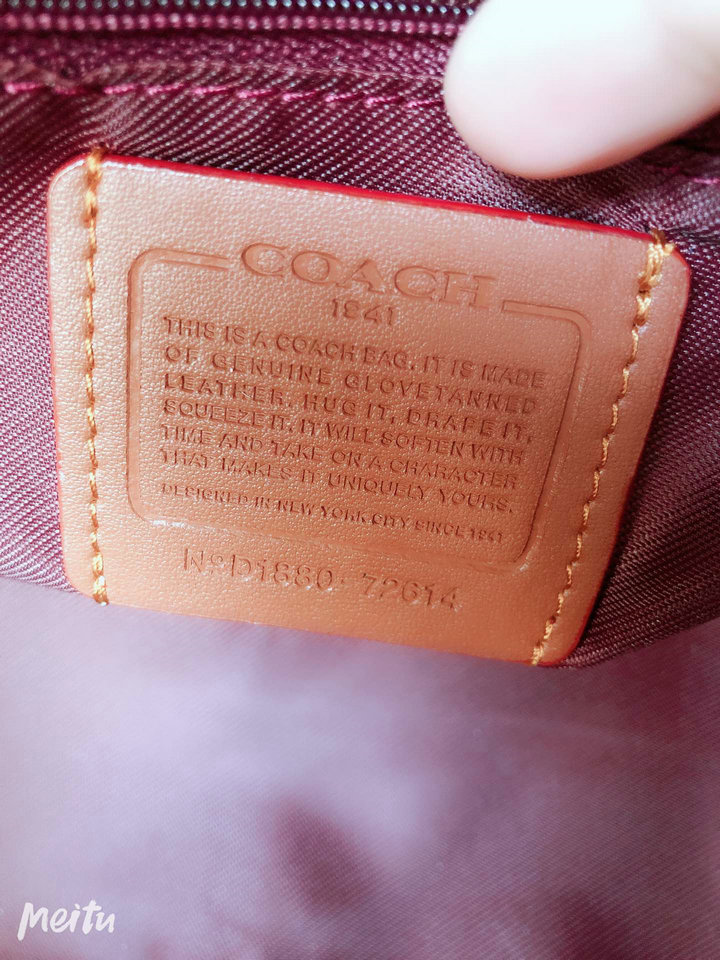 COACH
1941
THIS IS A COACH BAG. IT IS MADE
OF GENUINE GLOVETANNED
LEATHER. HUG IT, DRAPE IT,
SQUEEZE IT. IT WILL SOFTEN WITH
TIME AND TAKE ON A CHARACTER
THAT MAKES IT UNIQUELY YOURS.
DESIGNED IN NEW YORK CITY SINCE 1941
NoD1880-72614
Meitu